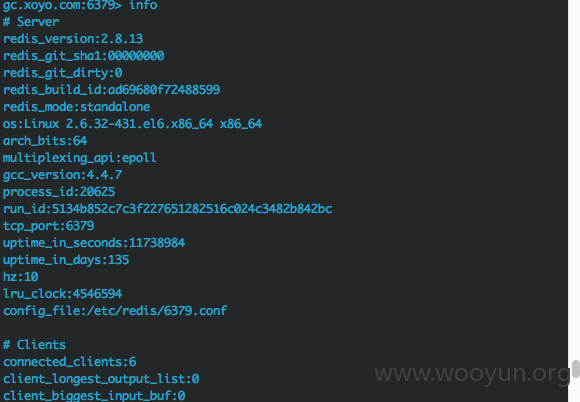 gc.xoyo.com:6379> info
# Server
redis_version:2.8.13
redis_git_sha1:00000000
redis_git_dirty:0
redis_build_id:ad69680f72488599
redis_mode:standalone
os:Linux 2.6.32-431.el6.x86_64 x86_64
arch_bits:64
multiplexing_api:epoll
gcc_version:4.4.7
process_id:20625
run_id:5134b852c7c3f227651282516c024c3482b842bc
tcp_port:6379
uptime_in_seconds:11738984
uptime_in_days:135
hz:10
lru_clock:4546594
config_file:/etc/redis/6379.conf
# Clients
connected_clients:6
client_longest_output_list:0
client_biggest_input_buf:0
www.wooyun.org